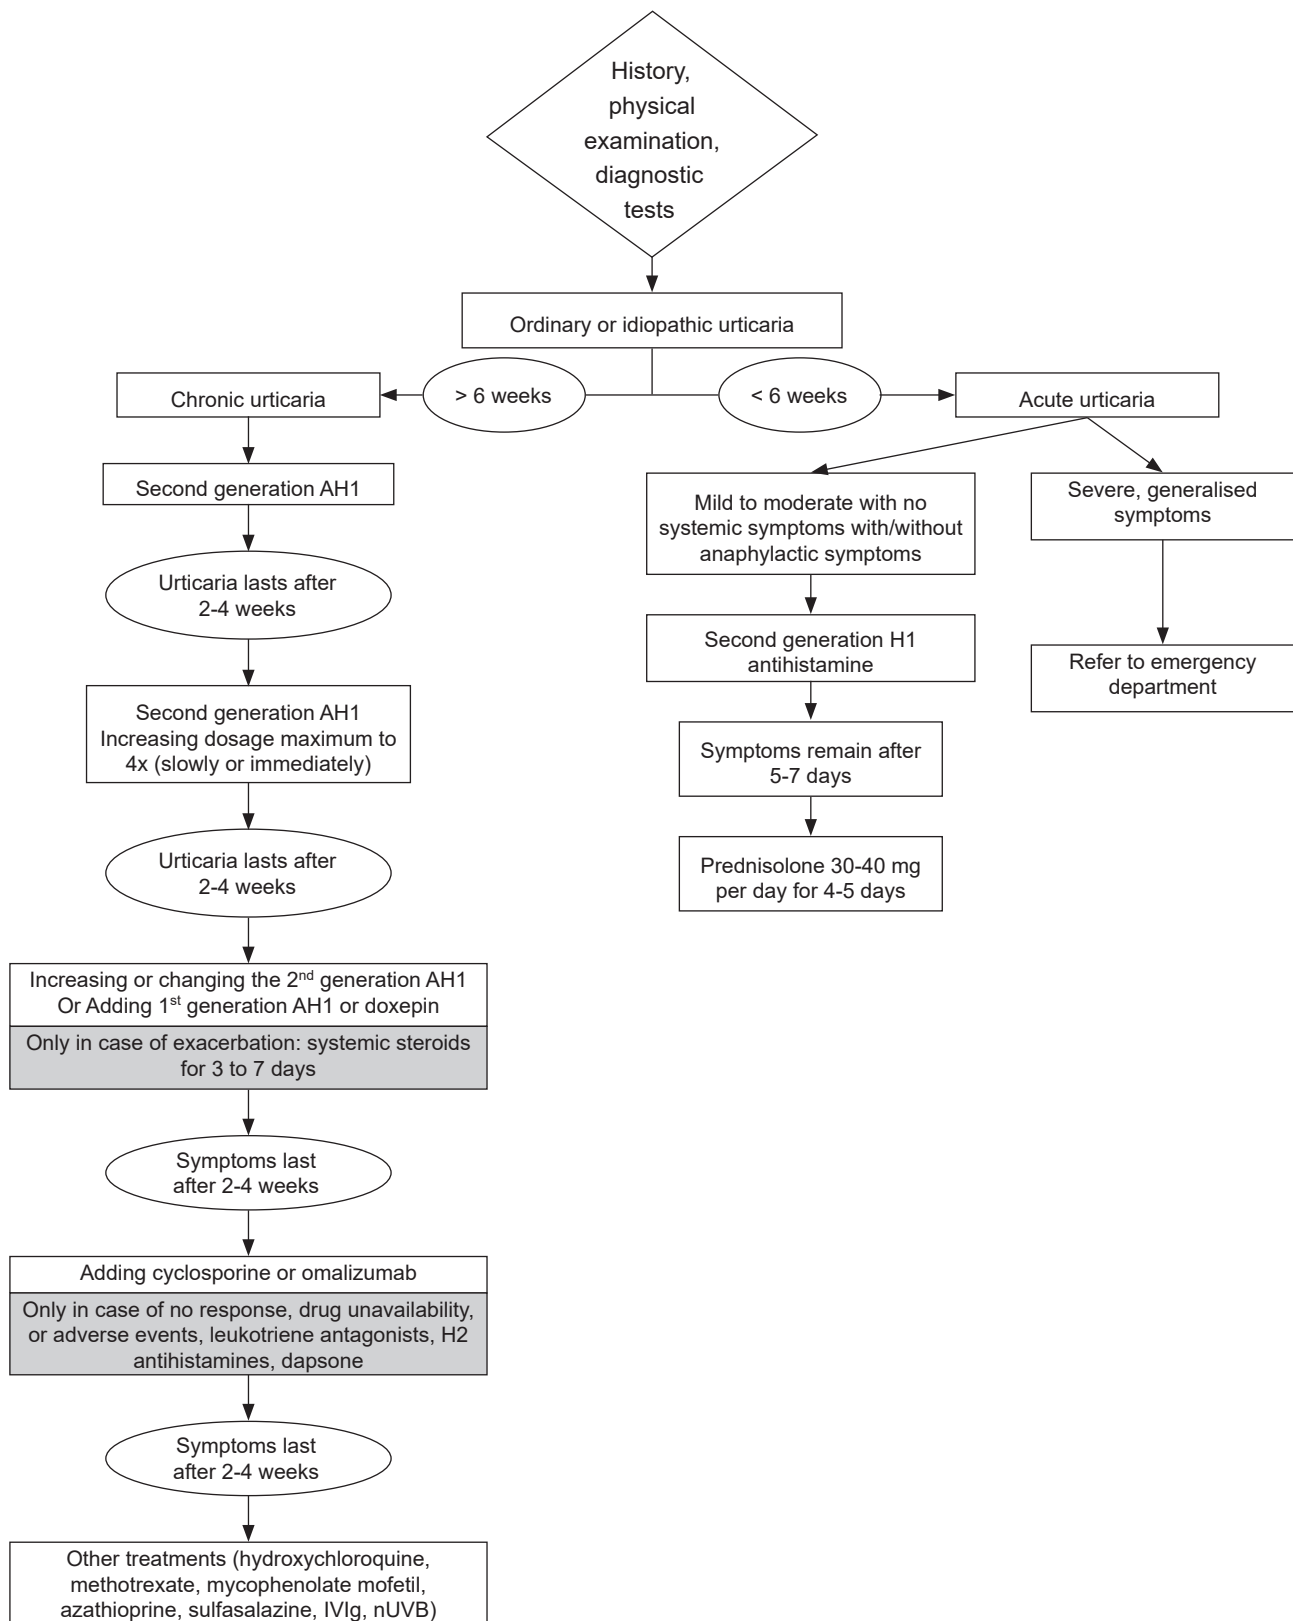 History,
physical
examination,
diagnostic
tests
Ordinary or idiopathic urticaria
> 6 weeks
< 6 weeks
Chronic urticaria
Second generation AH1
Urticaria lasts after
2-4 weeks
Second generation AH1
Increasing dosage maximum to
4x (slowly or immediately)
Urticaria lasts after
2-4 weeks
Increasing or changing the 2nd generation AH1
Or Adding 1st generation AH1 or doxepin
Only in case of exacerbation: systemic steroids
for 3 to 7 days
Symptoms last
after 2-4 weeks
Adding cyclosporine or omalizumab
Only in case of no response, drug unavailability,
or adverse events, leukotriene antagonists, H2
antihistamines, dapsone
Symptoms last
after 2-4 weeks
Other treatments (hydroxychloroquine,
methotrexate, mycophenolate mofetil,
azathioprine, sulfasalazine, IVIg, nUVB)
Acute urticaria
Mild to moderate with no
systemic symptoms with/without
anaphylactic symptoms
Second generation H1
antihistamine
Symptoms remain after
5-7 days
Prednisolone 30-40 mg
per day for 4-5 days
Severe, generalised
symptoms
Refer to emergency
department